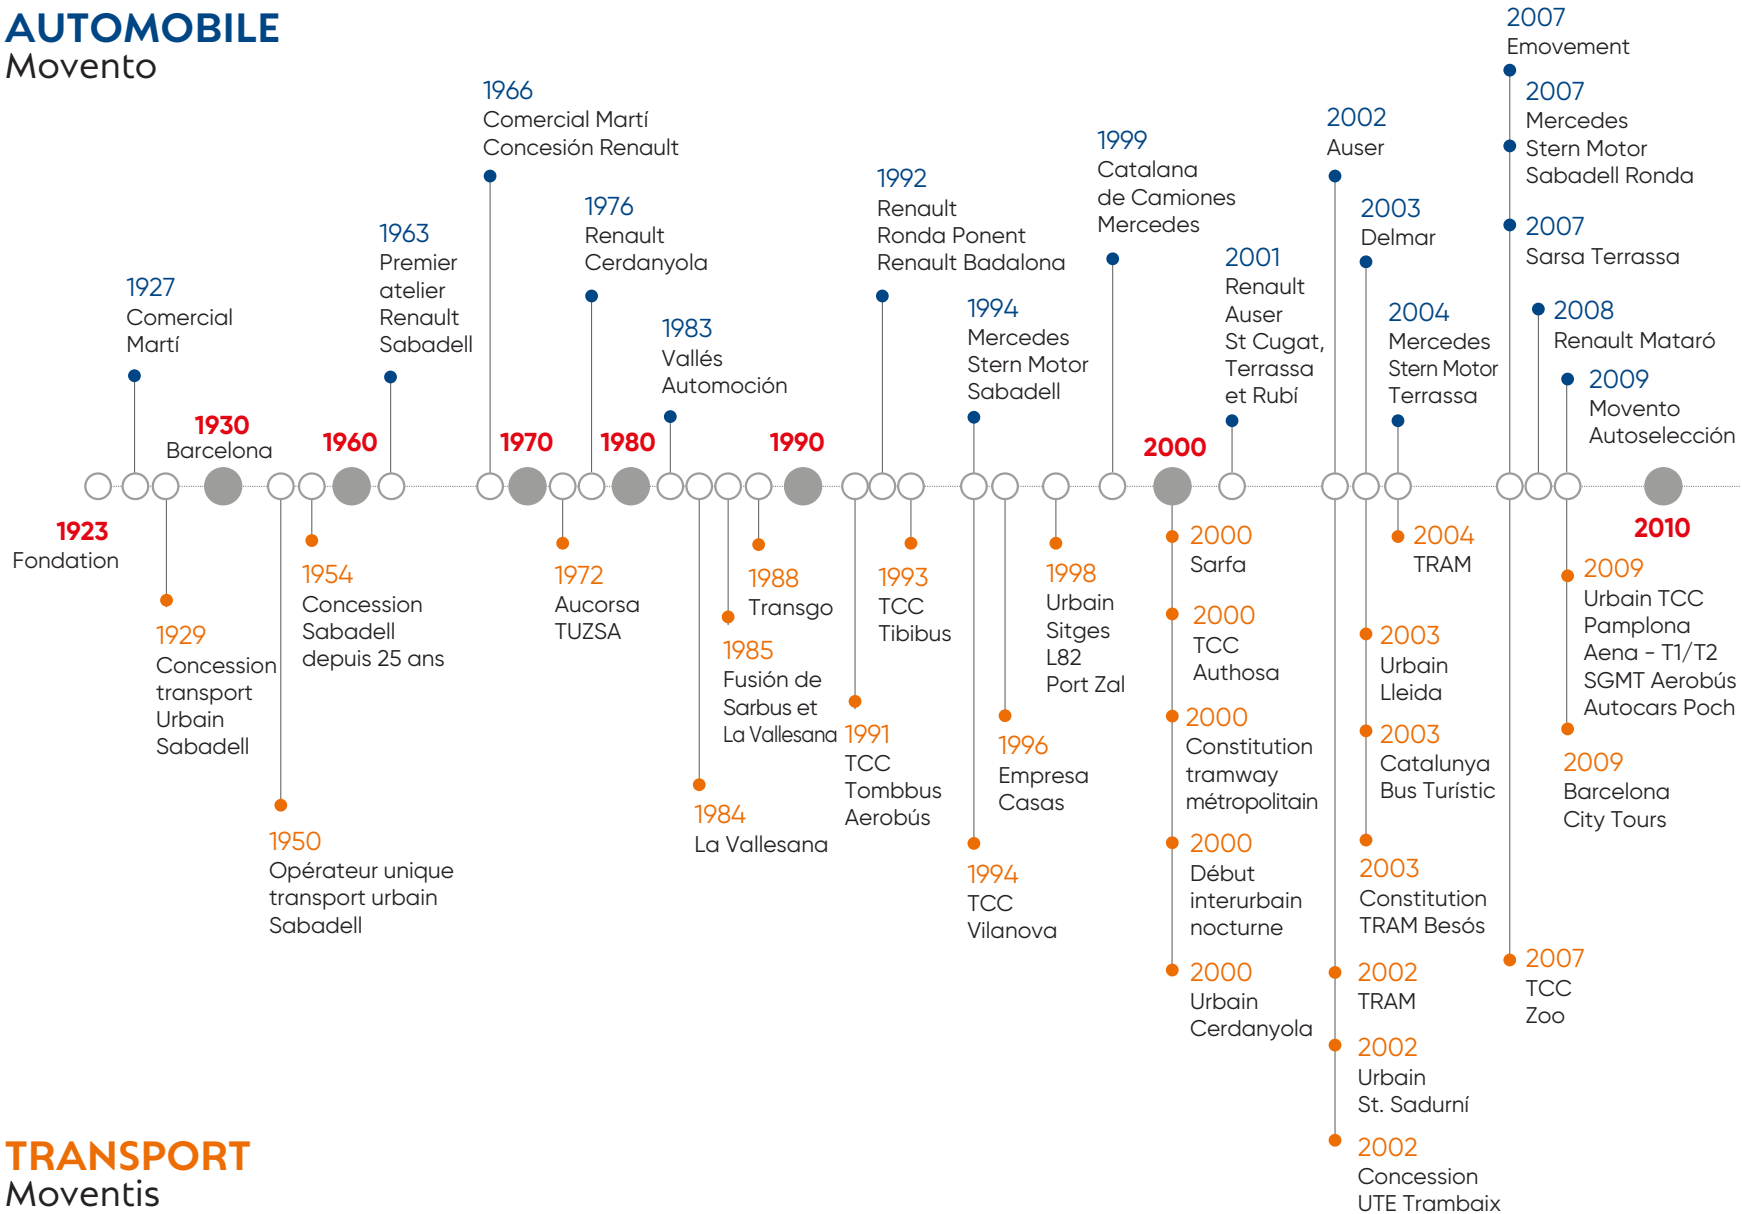 AUTOMOBILE
Movento
1927
Comercial
Martí
1963
Premier
atelier
Renault
Sabadell
1966
Comercial Martí
Concesión Renault
1976
Renault
Cerdanyola
1983
Vallés
Automoción
1992
Renault
Ronda Ponent
Renault Badalona
1994
Mercedes
Stern Motor
Sabadell
1999
Catalana
de Camiones
Mercedes
2001
Renault
Auser
St Cugat,
Terrassa
et Rubí
2002
Auser
2003
Delmar
2004
Mercedes
Stern Motor
Terrassa
2007
Emovement
2007
Mercedes
Stern Motor
Sabadell Ronda
2007
Sarsa Terrassa
2008
Renault Mataró
2009
Movento
Autoselección
1923
Fondation
1930
Barcelona
1960
1970
1980
1990
2000
2010
1929
Concession
transport
Urbain
Sabadell
1950
Opérateur unique
transport urbain
Sabadell
1954
Concession
Sabadell
depuis 25 ans
1972
Aucorsa
TUZSA
1984
La Vallesana
1985
Fusión de
Sarbus et
La Vallesana
1988
Transgo
1991
TCC
Tombbus
Aerobús
1993
TCC
Tibibus
1994
TCC
Vilanova
1996
Empresa
Casas
1998
Urbain
Sitges
L82
Port Zal
2000
Sarfa
2000
TCC
Authosa
2000
Constitution
tramway
métropolitain
2000
Début
interurbain
nocturne
2000
Urbain
Cerdanyola
2002
TRAM
2002
Urbain
St. Sadurní
2002
Concession
UTE Trambaix
2003
Urbain
Lleida
2003
Catalunya
Bus Turístic
2003
Constitution
TRAM Besós
2004
TRAM
2007
TCC
Zoo
2009
Urbain TCC
Pamplona
Aena - T1/T2
SGMT Aerobús
Autocars Poch
2009
Barcelona
City Tours
TRANSPORT
Moventis